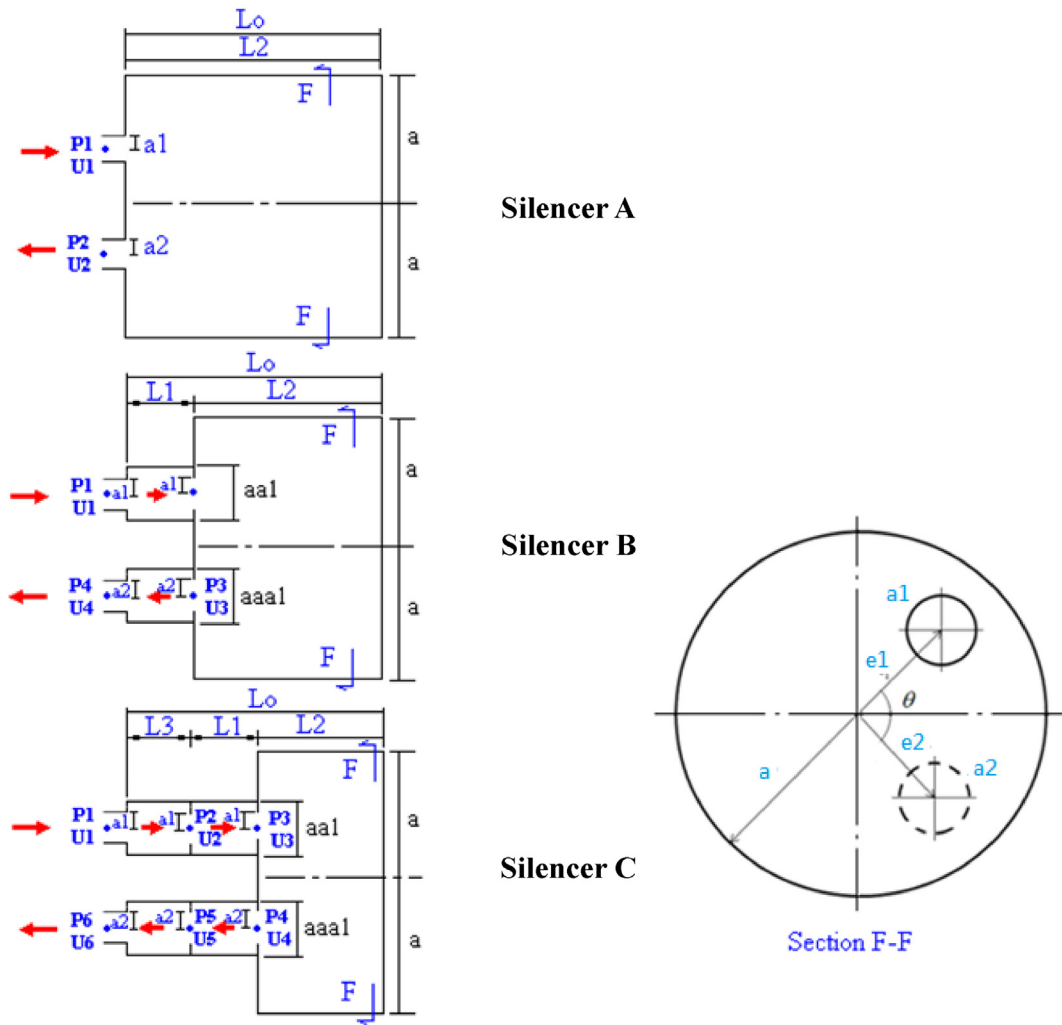 Lo
L2
F
P1
U1
a1
a
Silencer A
P2
U2
a2
a
F
Lo
L1
L2
F
a
P1
U1
a1
a1
aa1
Silencer B
P4
U4
a2
a2
P3
U3
aaa1
a
F
Lo
L3
L1
L2
F
P1
U1
a1
a1
P2
U2
a1
P3
U3
aa1
a
Silencer C
P6
U6
a2
a2
P5
U5
a2
P4
U4
aaa1
a
F
a1
e1
θ
e2
a
a2
Section F-F